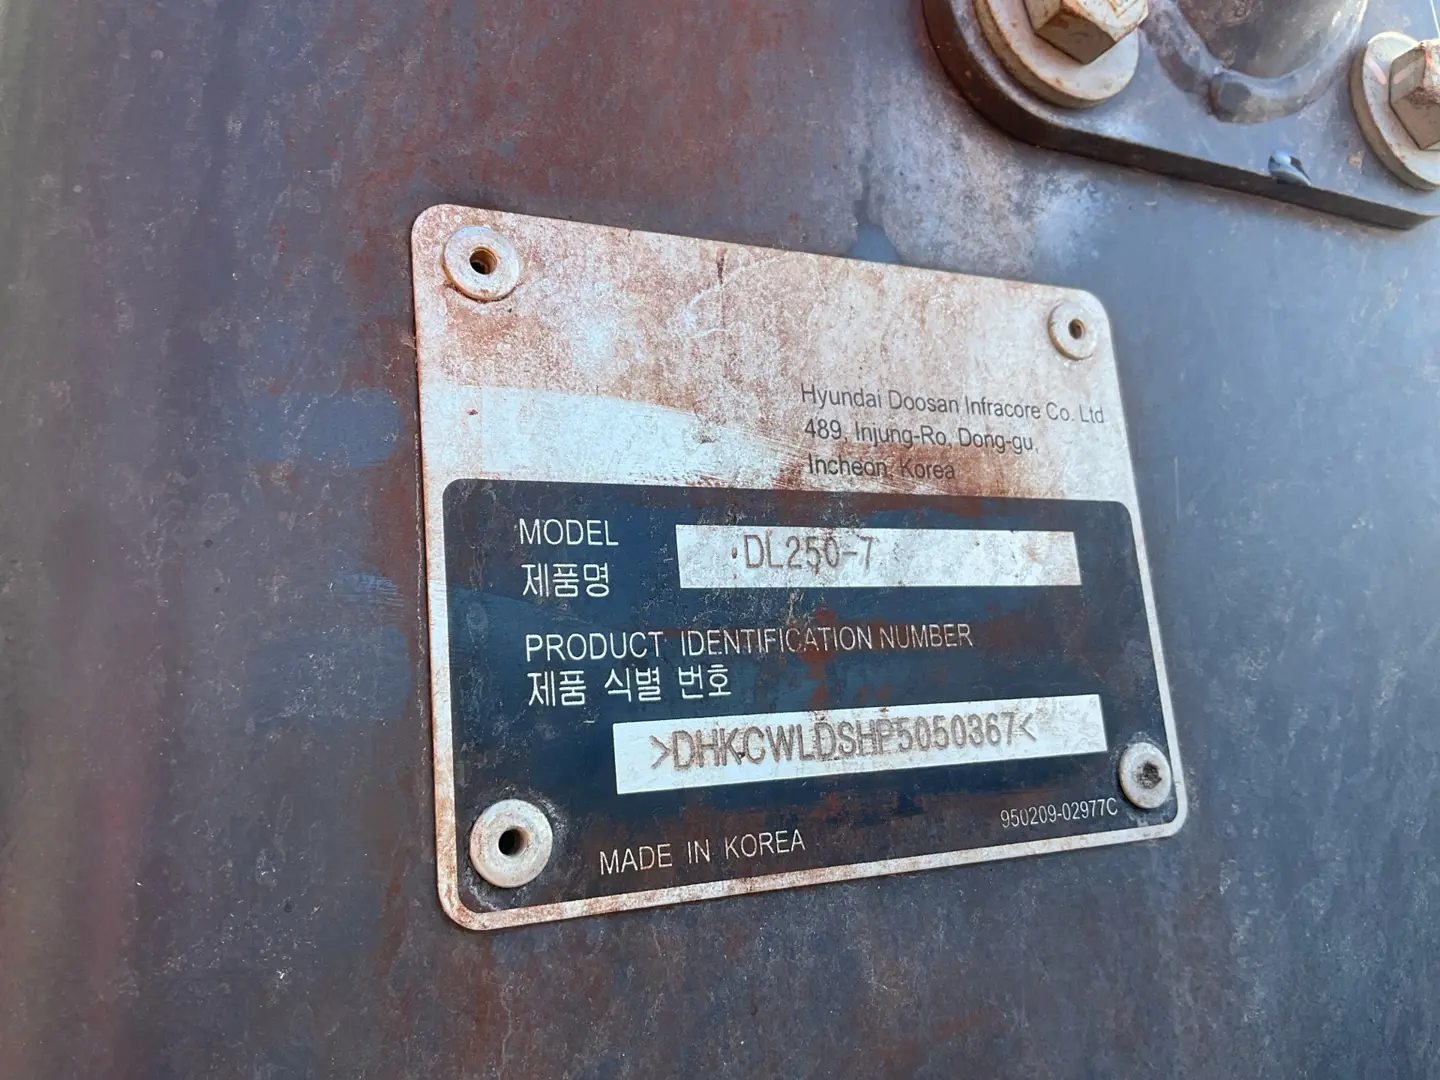 Hyundai Doosan Infracore Co. Ltd
489, Injung-Ro, Dong-gu,
Incheon, Korea
MODEL DL250-7
제품명
PRODUCT IDENTIFICATION NUMBER
제품 식별 번호
>DHKCWLDSHP5050367<
950209-02977C
MADE IN KOREA